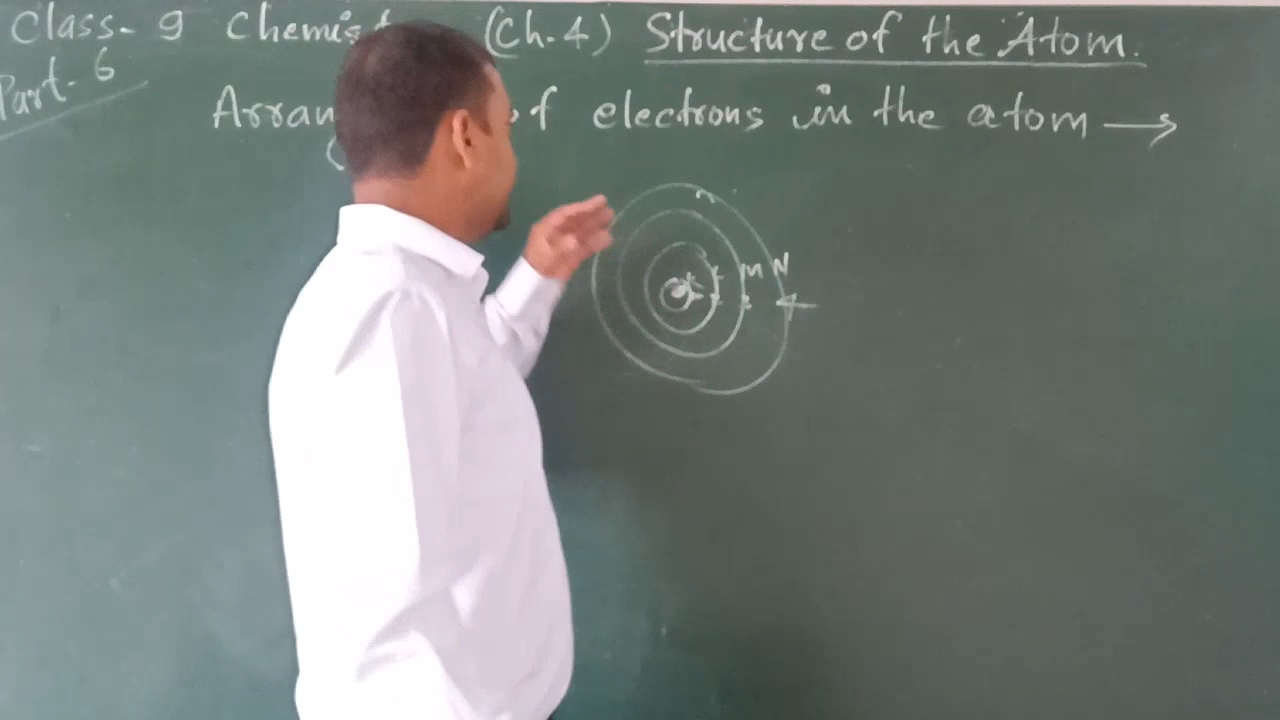 Class- 9 Chemis (Ch-4) Structure of the Atom.
Part- 6
Arran of electrons in the atom →
M N